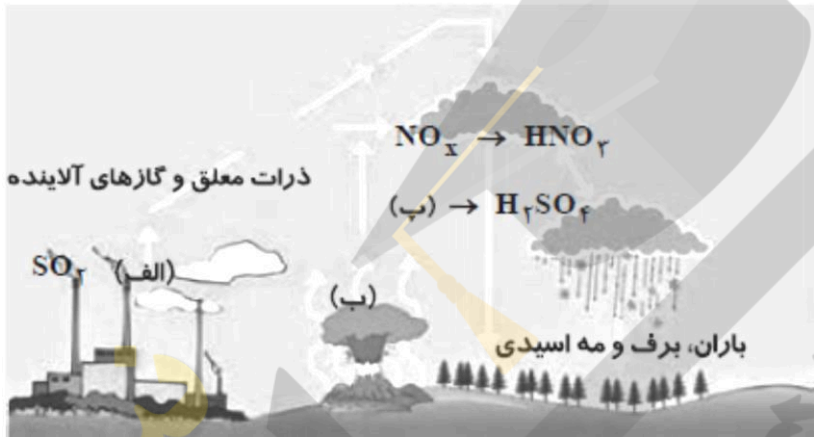 NOₓ → HNO۳
ذرات معلق و گازهای آلاینده
(پ) → H۲SO۴
SO۲ (الف)
(ب)
باران، برف و مه اسیدی